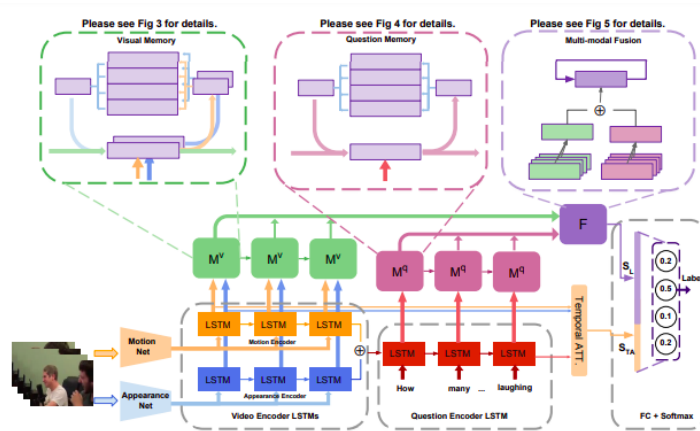 Please see Fig 3 for details.
Visual Memory
Please see Fig 4 for details.
Question Memory
Please see Fig 5 for details.
Multi-modal Fusion
F
M^v
M^v
M^v
M^q
M^q
M^q
S_L
0.2
0.5
0.1
0.2
Label
S_TA
Temporal ATT.
Motion
Net
LSTM
LSTM
LSTM
Motion Encoder
Appearance
Net
LSTM
LSTM
LSTM
Appearance Encoder
Video Encoder LSTMs
LSTM
LSTM
LSTM
How
many
...
laughing
Question Encoder LSTM
FC + Softmax